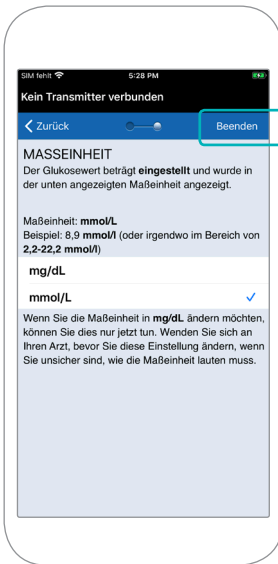 SIM fehlt 5:28 PM
Kein Transmitter verbunden
Zurück Beenden
MASSEINHEIT
Der Glukosewert beträgt eingestellt und wurde in
der unten angezeigten Maßeinheit angezeigt.
Maßeinheit: mmol/L
Beispiel: 8,9 mmol/l (oder irgendwo im Bereich von
2,2-22,2 mmol/l)
mg/dL
mmol/L
Wenn Sie die Maßeinheit in mg/dL ändern möchten,
können Sie dies nur jetzt tun. Wenden Sie sich an
Ihren Arzt, bevor Sie diese Einstellung ändern, wenn
Sie unsicher sind, wie die Maßeinheit lauten muss.